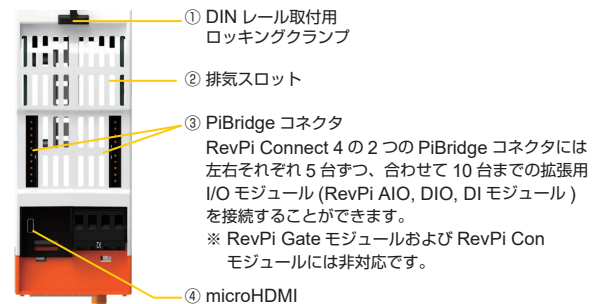 ① DIN レール取付用
ロッキングクランプ
② 排気スロット
③ PiBridge コネクタ
RevPi Connect 4 の 2 つの PiBridge コネクタには
左右それぞれ 5 台ずつ、合わせて 10 台までの拡張用
I/O モジュール (RevPi AIO, DIO, DI モジュール )
を接続することができます。
※ RevPi Gate モジュールおよび RevPi Con
モジュールには非対応です。
④ microHDMI